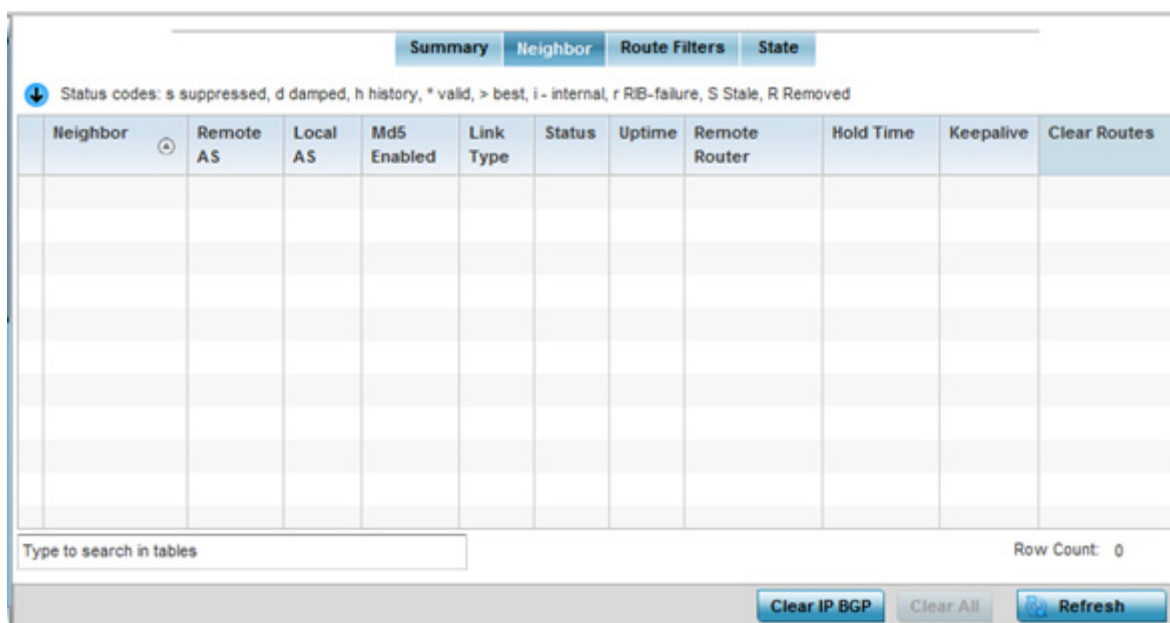 Summary Neighbor Route Filters State
Status codes: s suppressed, d damped, h history, * valid, > best, i - internal, r RIB-failure, S Stale, R Removed
Neighbor Remote AS Local AS Md5 Enabled Link Type Status Uptime Remote Router Hold Time Keepalive Clear Routes
Type to search in tables
Row Count: 0
Clear IP BGP Clear All Refresh